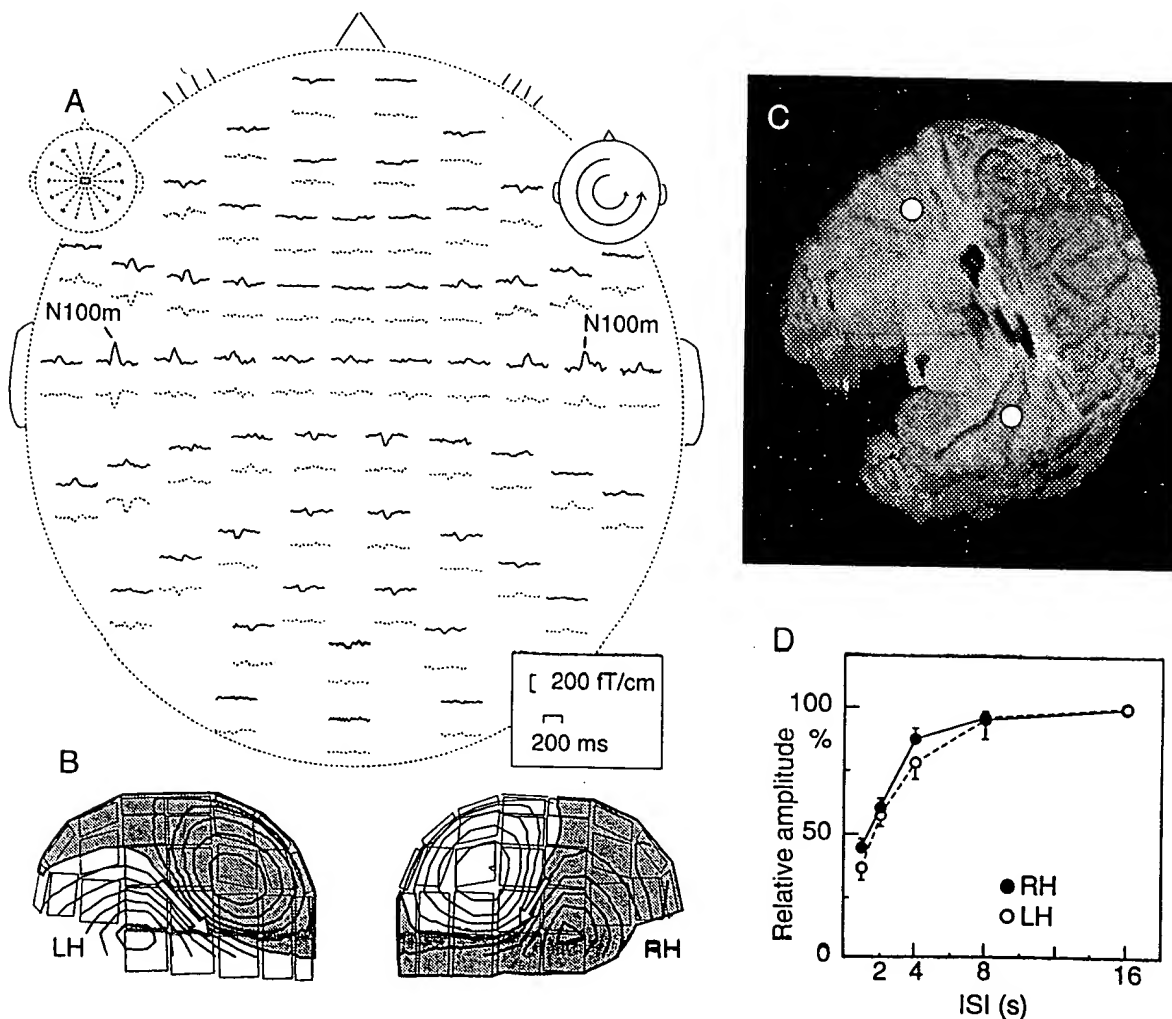 A
N100m
N100m
200 fT/cm
200 ms
B
LH
RH
C
D
Relative amplitude
100
%
50
0
RH
LH
2 4 8 16
ISI (s)